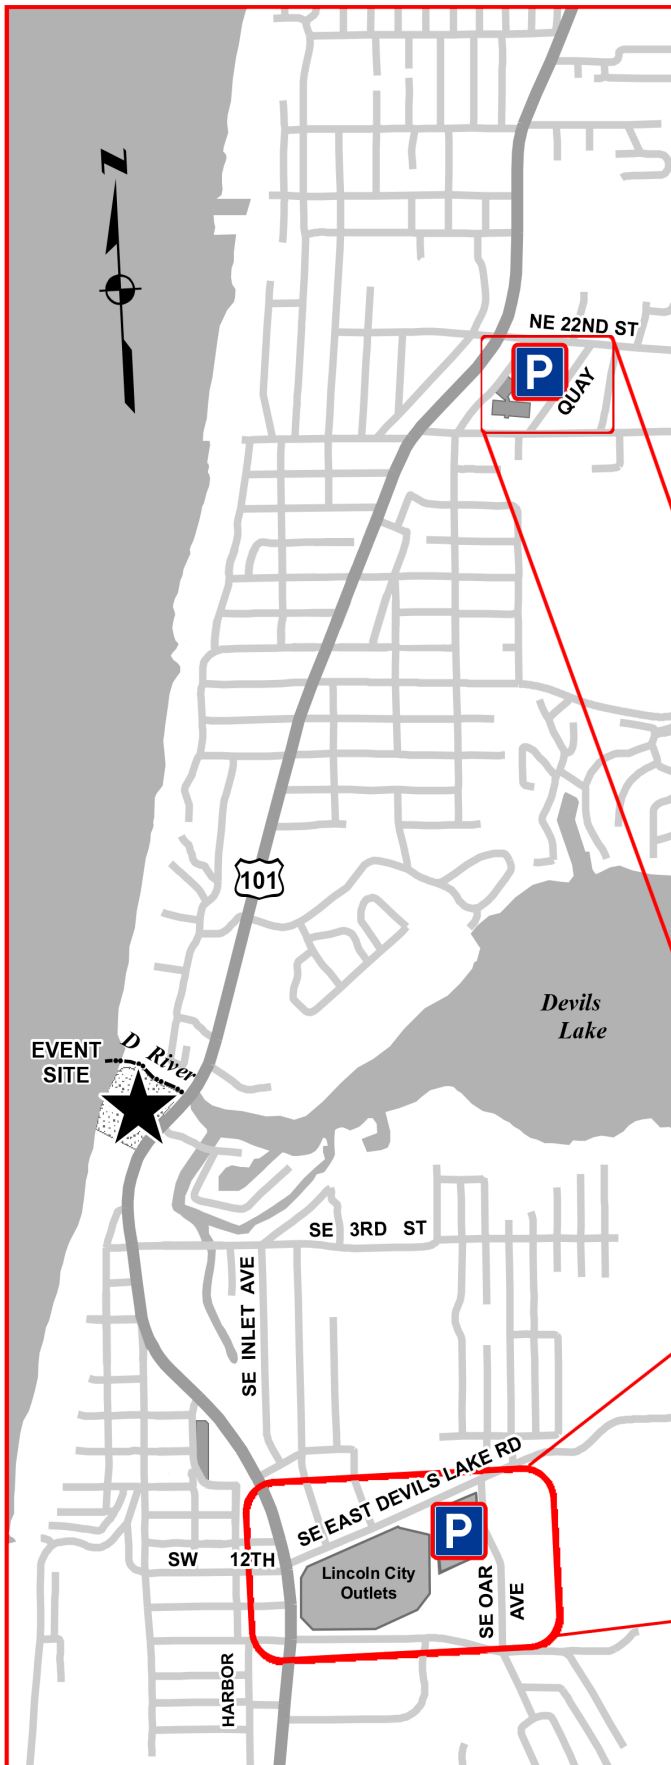 Z
NE 22ND ST
P
QUAY
101
Devils
Lake
D River
EVENT
SITE
SE 3RD ST
SE INLET AVE
SE EAST DEVILS LAKE RD
P
SW 12TH
Lincoln City
Outlets
SE OAR
AVE
HARBOR